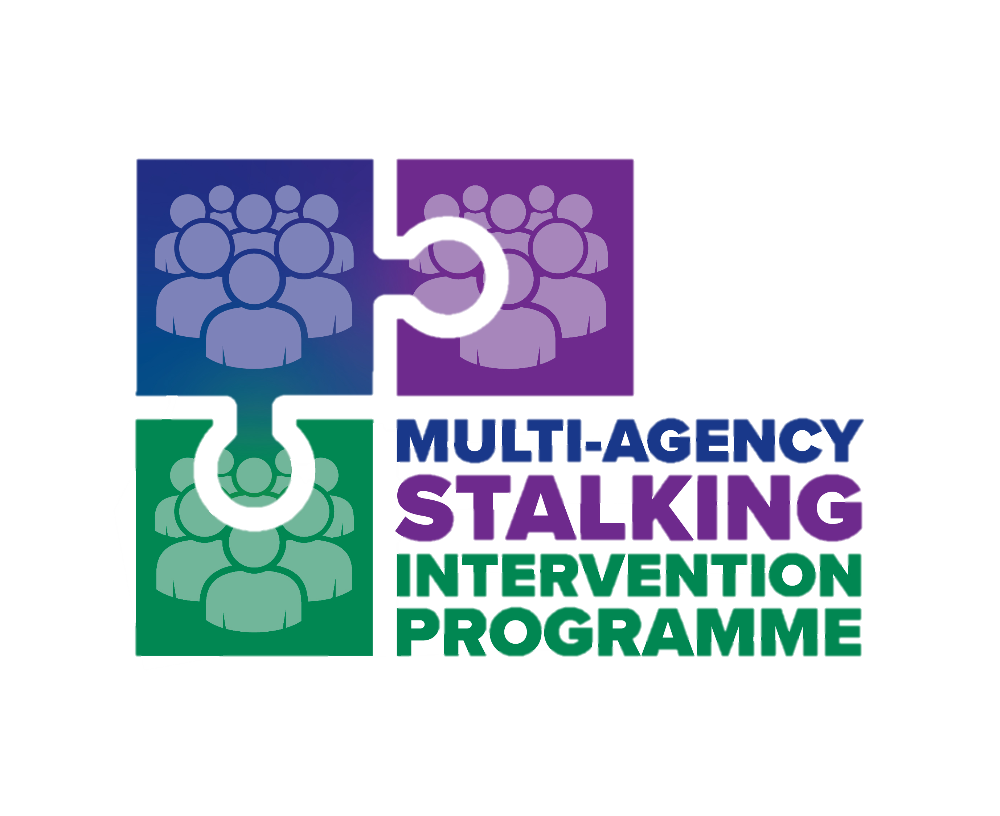 MULTI-AGENCY
STALKING
INTERVENTION
PROGRAMME